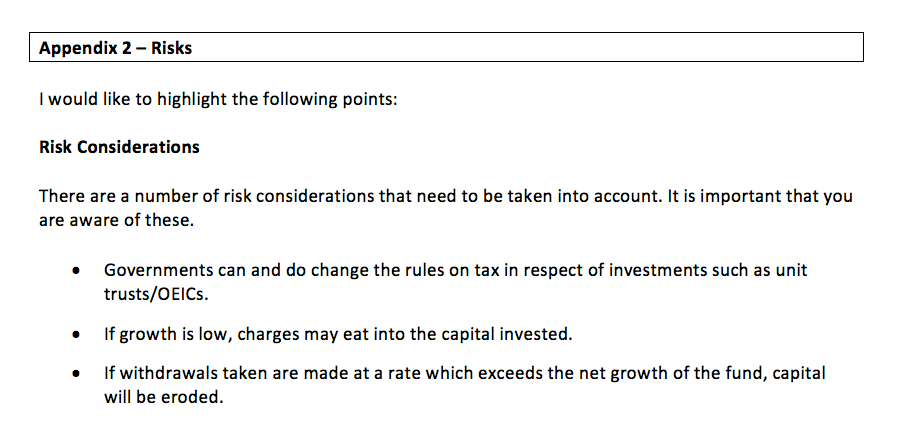 Appendix 2 – Risks
I would like to highlight the following points:
Risk Considerations
There are a number of risk considerations that need to be taken into account. It is important that you
are aware of these.
• Governments can and do change the rules on tax in respect of investments such as unit
trusts/OEICs.
• If growth is low, charges may eat into the capital invested.
• If withdrawals taken are made at a rate which exceeds the net growth of the fund, capital
will be eroded.